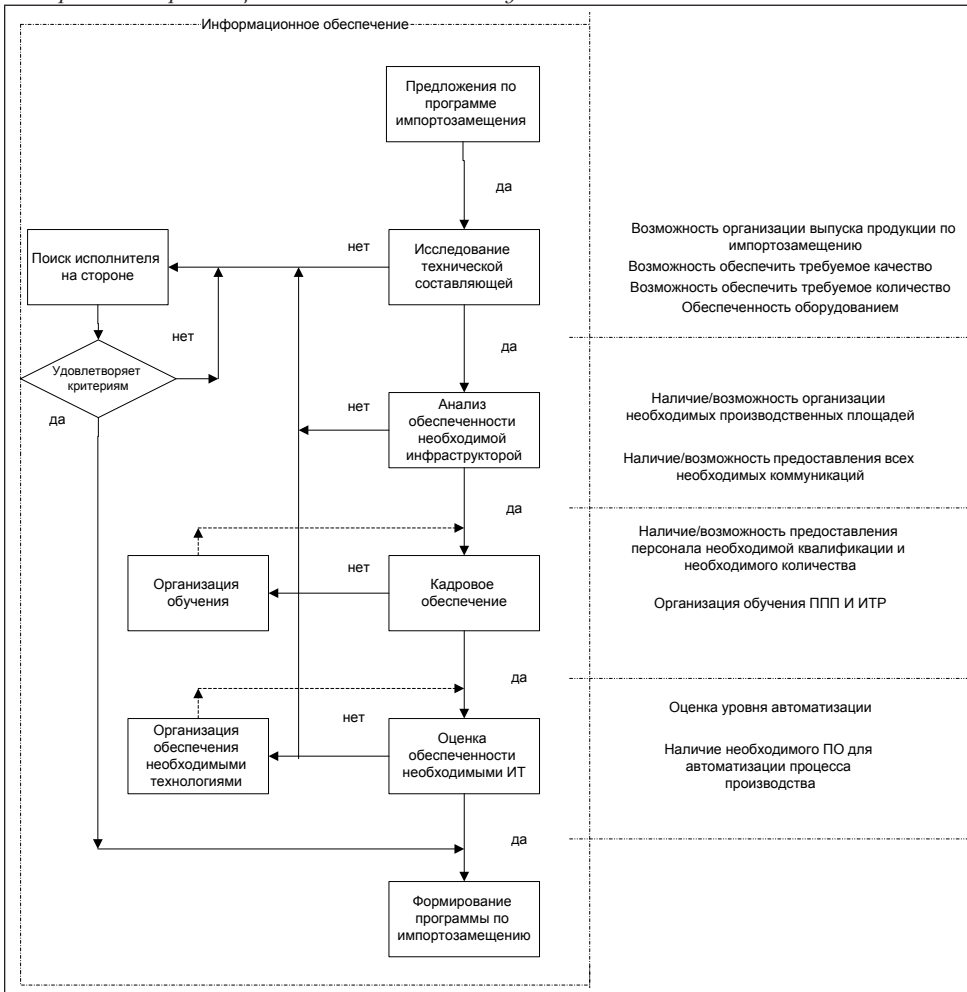 Информационное обеспечение
Предложения по
программе
импортозамещения
да
нет
Поиск исполнителя
на стороне
Исследование
технической
составляющей
Возможность организации выпуска продукции по
импортозамещению
Возможность обеспечить требуемое качество
Возможность обеспечить требуемое количество
Обеспеченность оборудованием
нет
да
Удовлетворяет
критериям
да
нет
Анализ
обеспеченности
необходимой
инфраструкторой
Наличие/возможность организации
необходимых производственных площадей
Наличие/возможность предоставления всех
необходимых коммуникаций
да
нет
Организация
обучения
Кадровое
обеспечение
Наличие/возможность предоставления
персонала необходимой квалификации и
необходимого количества
Организация обучения ППП И ИТР
да
нет
Организация
обеспечения
необходимыми
технологиями
Оценка
обеспеченности
необходимыми ИТ
Оценка уровня автоматизации
Наличие необходимого ПО для
автоматизации процесса
производства
да
Формирование
программы по
импортозамещению